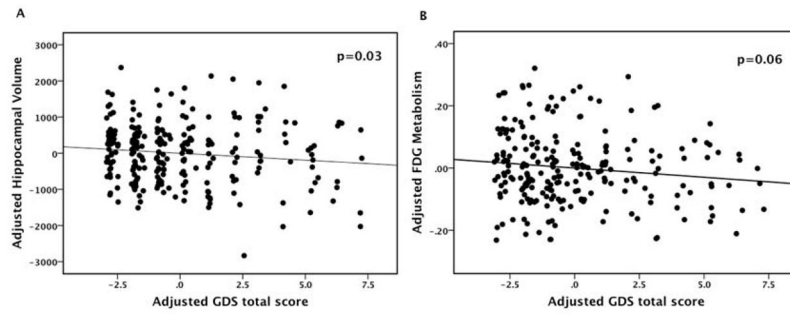 A
B
p=0.03
p=0.06
Adjusted Hippocampal Volume
3000
2000
1000
0
-1000
-2000
-3000
-2.5 .0 2.5 5.0 7.5
Adjusted GDS total score
Adjusted FDG Metabolism
.40
.20
.00
-.20
-2.5 .0 2.5 5.0 7.5
Adjusted GDS total score